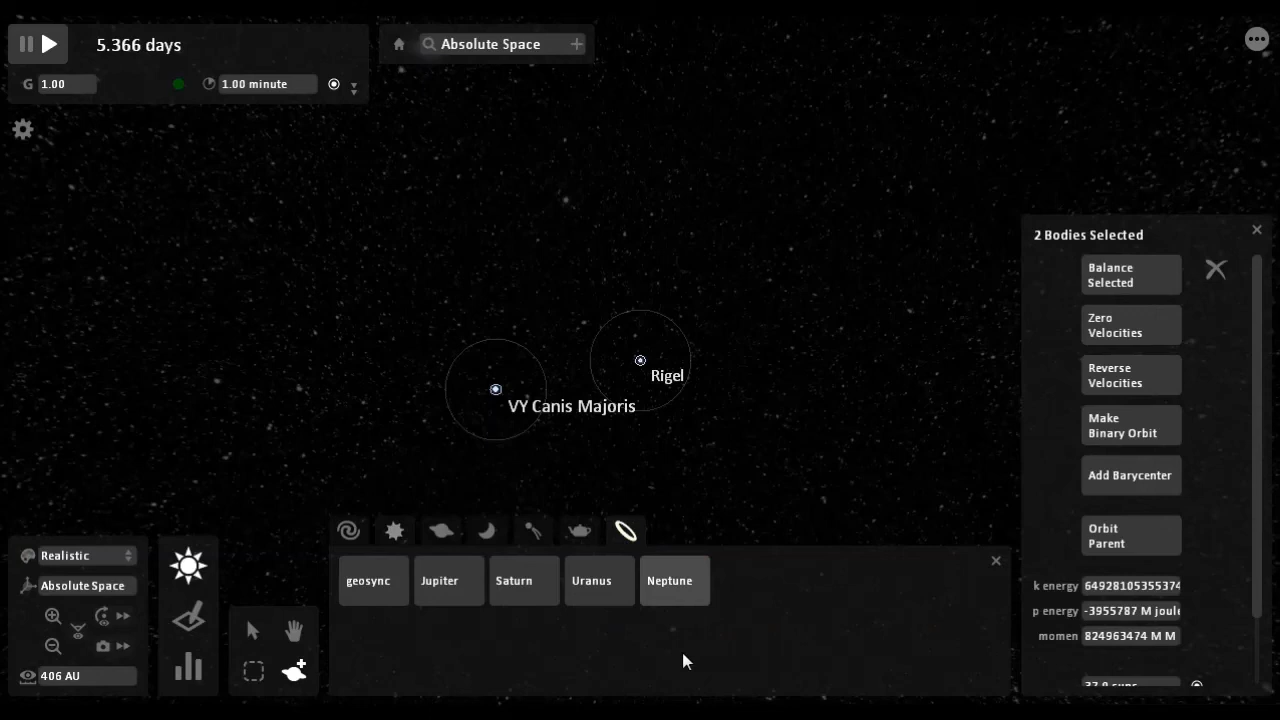 5.366 days
Absolute Space
G 1.00
1.00 minute
2 Bodies Selected
Balance
Selected
Zero
Velocities
Reverse
Velocities
Rigel
VY Canis Majoris
Make
Binary Orbit
Add Barycenter
Orbit
Parent
Realistic
Absolute Space
406 AU
geosync
Jupiter
Saturn
Uranus
Neptune
k energy 64928105355374
p energy -3955787 M joule
momen 824963474 M M